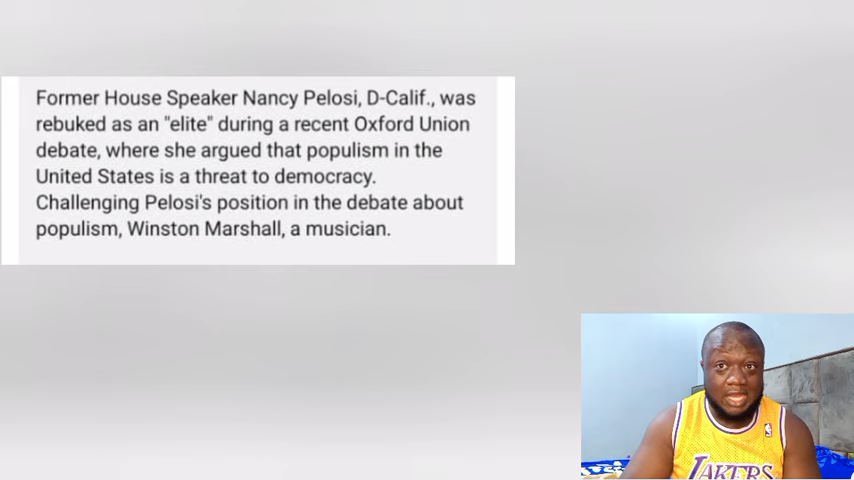 Former House Speaker Nancy Pelosi, D-Calif., was
rebuked as an "elite" during a recent Oxford Union
debate, where she argued that populism in the
United States is a threat to democracy.
Challenging Pelosi's position in the debate about
populism, Winston Marshall, a musician.
LAKERS